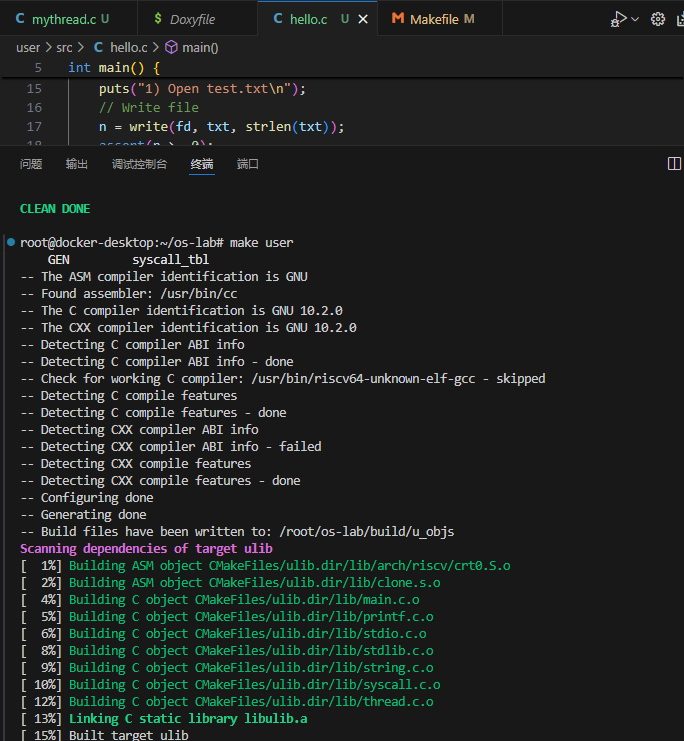 mythread.c U
$ Doxyfile
C hello.c U
M Makefile M
user > src > C hello.c > main()
5 int main() {
15 puts("1) Open test.txt\n");
16 // Write file
17 n = write(fd, txt, strlen(txt));
问题 输出 调试控制台 终端 端口
CLEAN DONE
root@docker-desktop:~/os-lab# make user
GEN syscall_tbl
-- The ASM compiler identification is GNU
-- Found assembler: /usr/bin/cc
-- The C compiler identification is GNU 10.2.0
-- The CXX compiler identification is GNU 10.2.0
-- Detecting C compiler ABI info
-- Detecting C compiler ABI info - done
-- Check for working C compiler: /usr/bin/riscv64-unknown-elf-gcc - skipped
-- Detecting C compile features
-- Detecting C compile features - done
-- Detecting CXX compiler ABI info
-- Detecting CXX compiler ABI info - failed
-- Detecting CXX compile features
-- Detecting CXX compile features - done
-- Configuring done
-- Generating done
-- Build files have been written to: /root/os-lab/build/u_objs
Scanning dependencies of target ulib
[  1%] Building ASM object CMakeFiles/ulib.dir/lib/arch/riscv/crt0.S.o
[  2%] Building ASM object CMakeFiles/ulib.dir/lib/clone.s.o
[  4%] Building C object CMakeFiles/ulib.dir/lib/main.c.o
[  5%] Building C object CMakeFiles/ulib.dir/lib/printf.c.o
[  6%] Building C object CMakeFiles/ulib.dir/lib/stdio.c.o
[  8%] Building C object CMakeFiles/ulib.dir/lib/stdlib.c.o
[  9%] Building C object CMakeFiles/ulib.dir/lib/string.c.o
[ 10%] Building C object CMakeFiles/ulib.dir/lib/syscall.c.o
[ 12%] Building C object CMakeFiles/ulib.dir/lib/thread.c.o
[ 13%] Linking C static library libulib.a
[ 15%] Built target ulib